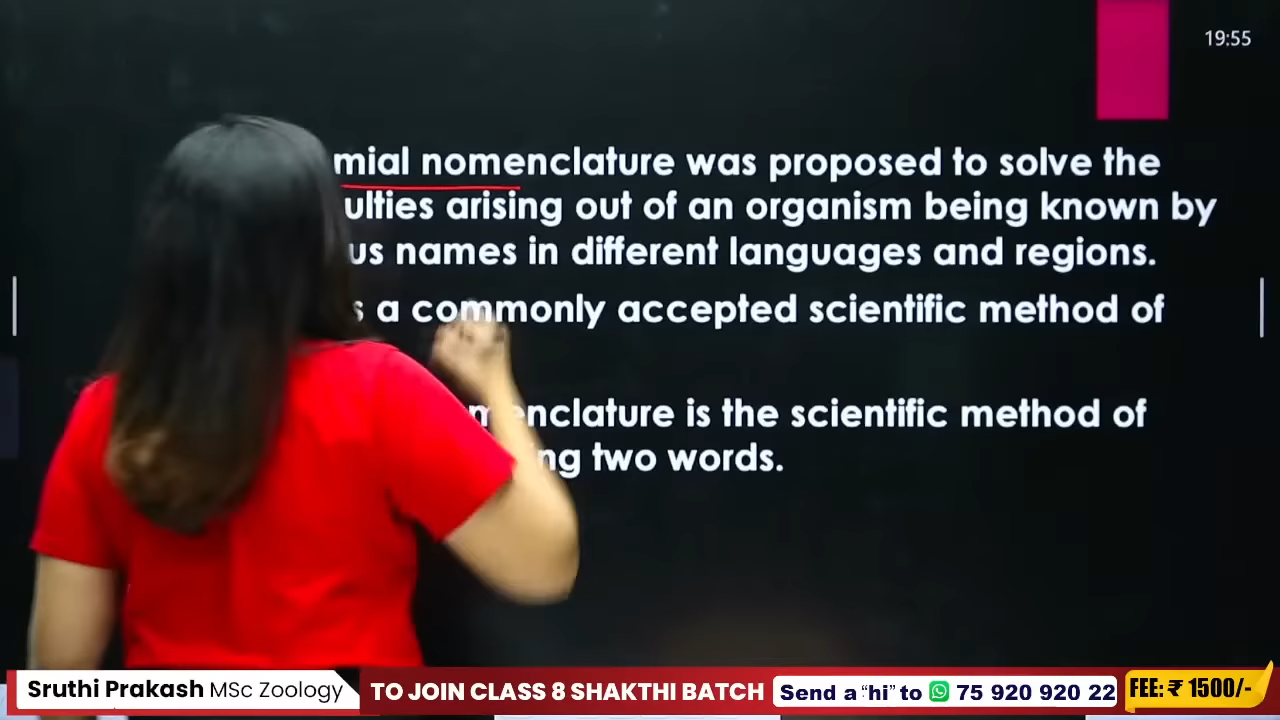 19:55
mial nomenclature was proposed to solve the
ulties arising out of an organism being known by
us names in different languages and regions.
s a commonly accepted scientific method of
menclature is the scientific method of
ng two words.
Sruthi Prakash MSc Zoology
TO JOIN CLASS 8 SHAKTHI BATCH
Send a “hi” to 75 920 920 22
FEE: ₹ 1500/-